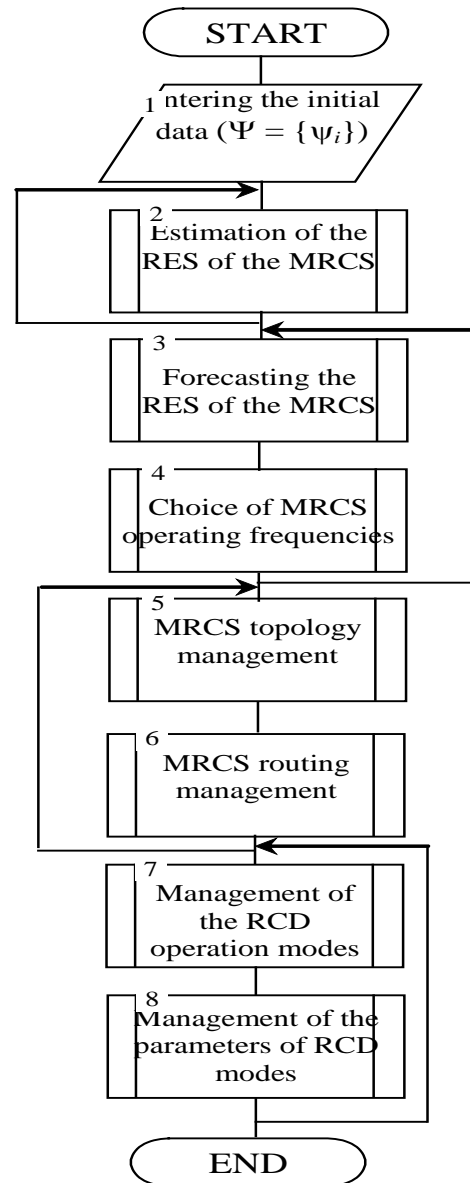 START
1
ntering the initial
data (Ψ = {ψi})
2
Estimation of the
RES of the MRCS
3
Forecasting the
RES of the MRCS
4
Choice of MRCS
operating frequencies
5
MRCS topology
management
6
MRCS routing
management
7
Management of
the RCD
operation modes
8
Management of the
parameters of RCD
modes
END